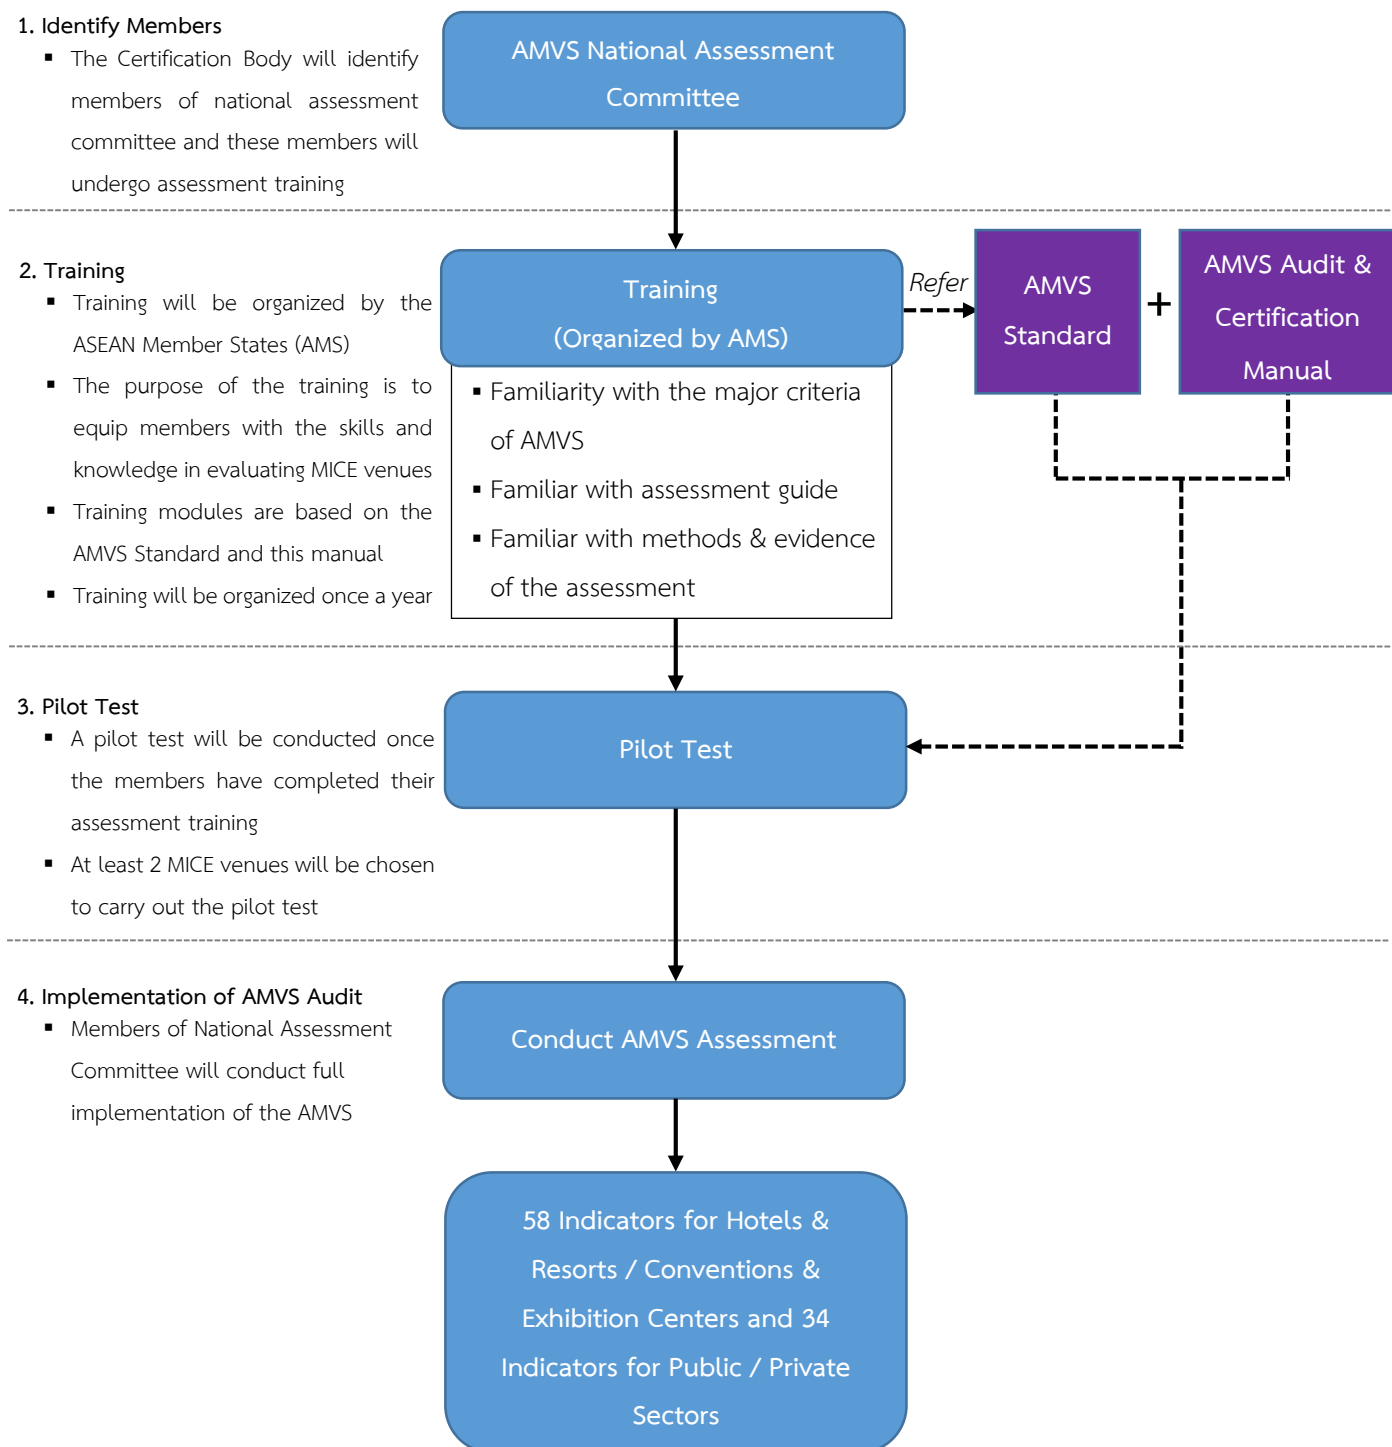 1. Identify Members
▪ The Certification Body will identify
members of national assessment
committee and these members will
undergo assessment training
AMVS National Assessment
Committee
2. Training
▪ Training will be organized by the
ASEAN Member States (AMS)
▪ The purpose of the training is to
equip members with the skills and
knowledge in evaluating MICE venues
▪ Training modules are based on the
AMVS Standard and this manual
▪ Training will be organized once a year
Training
(Organized by AMS)
▪ Familiarity with the major criteria
of AMVS
▪ Familiar with assessment guide
▪ Familiar with methods & evidence
of the assessment
Refer
AMVS
Standard
+
AMVS Audit &
Certification
Manual
3. Pilot Test
▪ A pilot test will be conducted once
the members have completed their
assessment training
▪ At least 2 MICE venues will be chosen
to carry out the pilot test
Pilot Test
4. Implementation of AMVS Audit
▪ Members of National Assessment
Committee will conduct full
implementation of the AMVS
Conduct AMVS Assessment
58 Indicators for Hotels &
Resorts / Conventions &
Exhibition Centers and 34
Indicators for Public / Private
Sectors